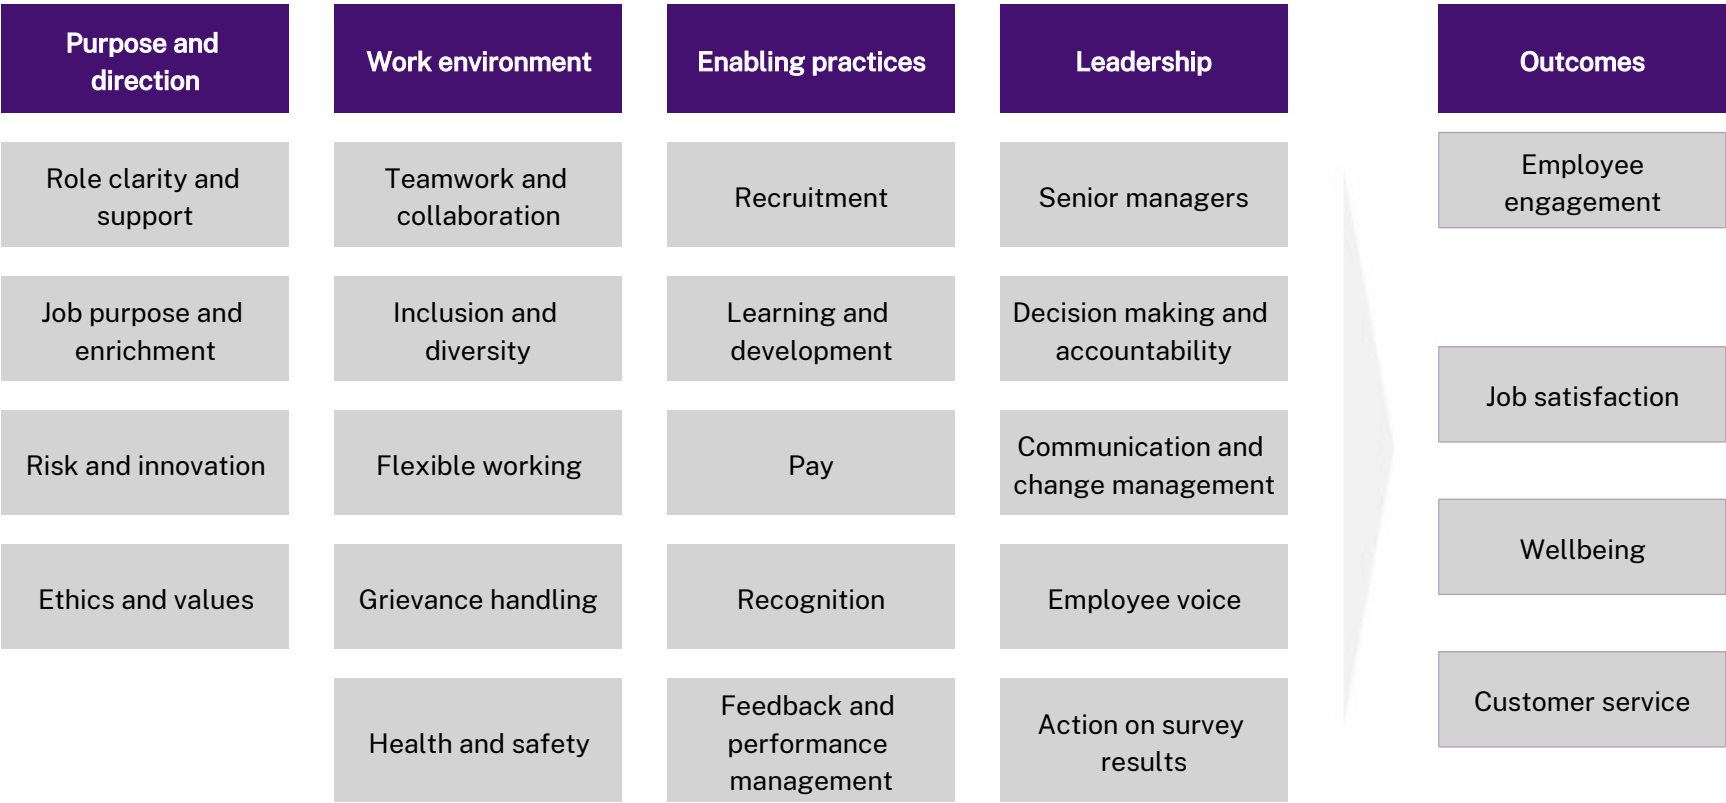 Purpose and
direction
Role clarity and
support
Job purpose and
enrichment
Risk and innovation
Ethics and values
Work environment
Teamwork and
collaboration
Inclusion and
diversity
Flexible working
Grievance handling
Health and safety
Enabling practices
Recruitment
Learning and
development
Pay
Recognition
Feedback and
performance
management
Leadership
Senior managers
Decision making and
accountability
Communication and
change management
Employee voice
Action on survey
results
Outcomes
Employee
engagement
Job satisfaction
Wellbeing
Customer service